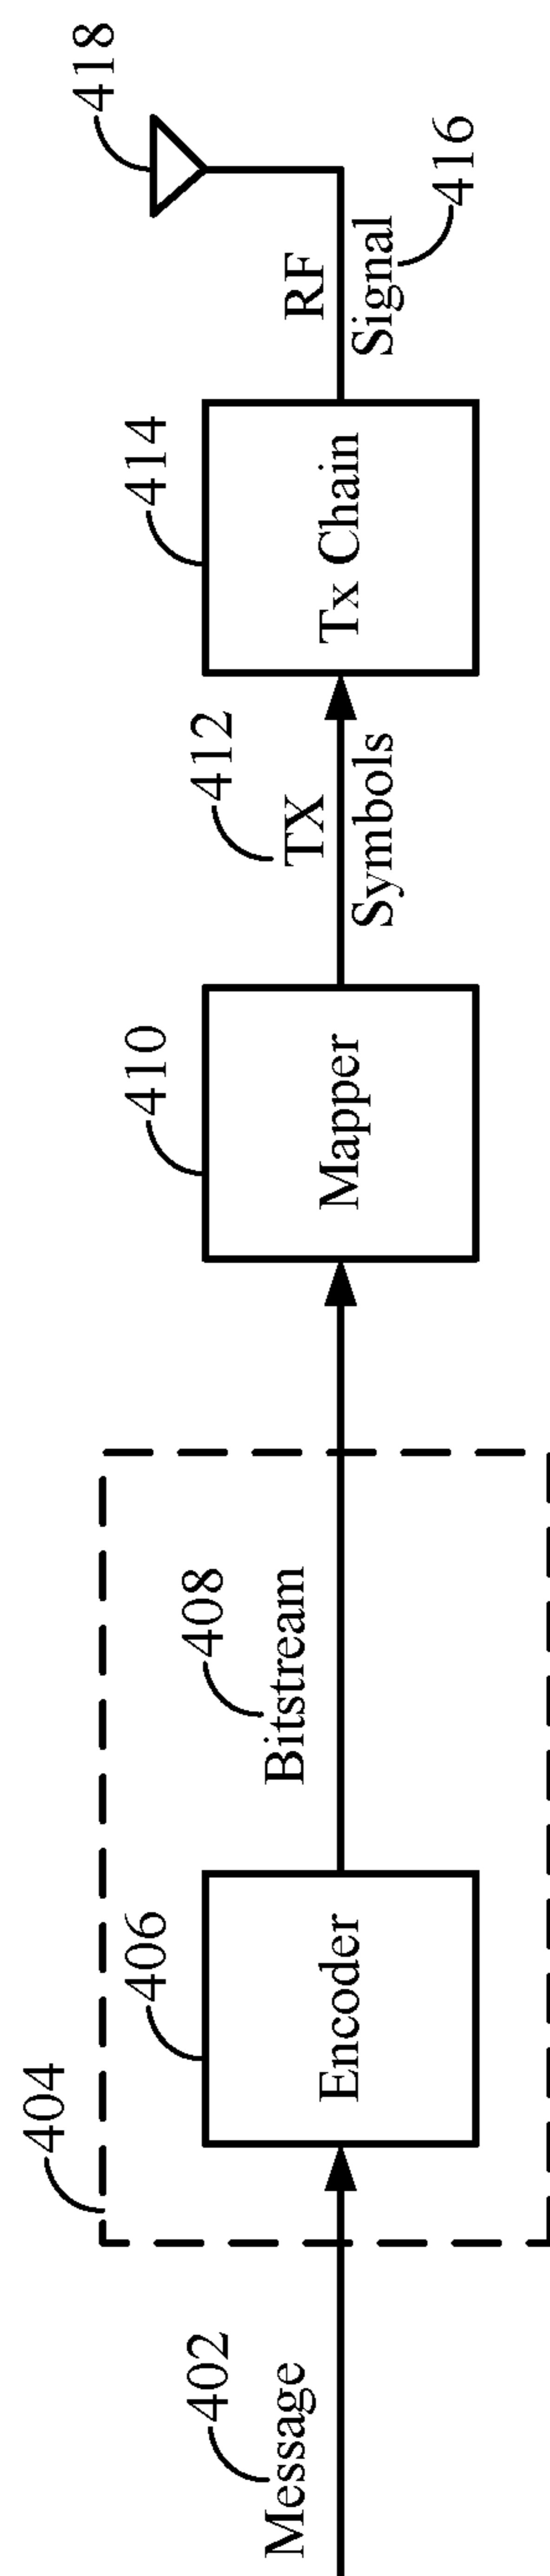 402
Message
404
406
Encoder
408
Bitstream
410
Mapper
412
TX
Symbols
414
Tx Chain
RF
Signal
416
418